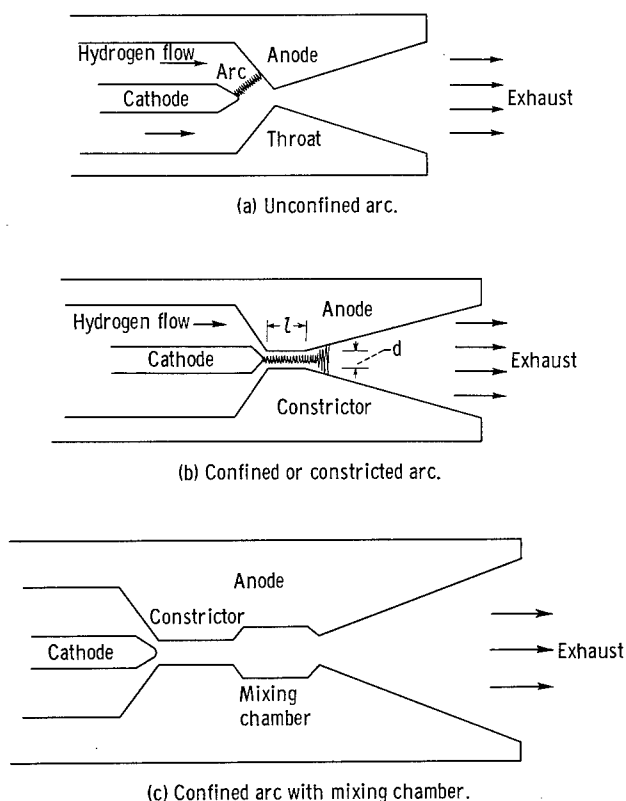 Hydrogen flow
Anode
Arc
Cathode
Exhaust
Throat
(a) Unconfined arc.
Anode
Hydrogen flow
l
d
Cathode
Exhaust
Constrictor
(b) Confined or constricted arc.
Anode
Constrictor
Cathode
Exhaust
Mixing
chamber
(c) Confined arc with mixing chamber.